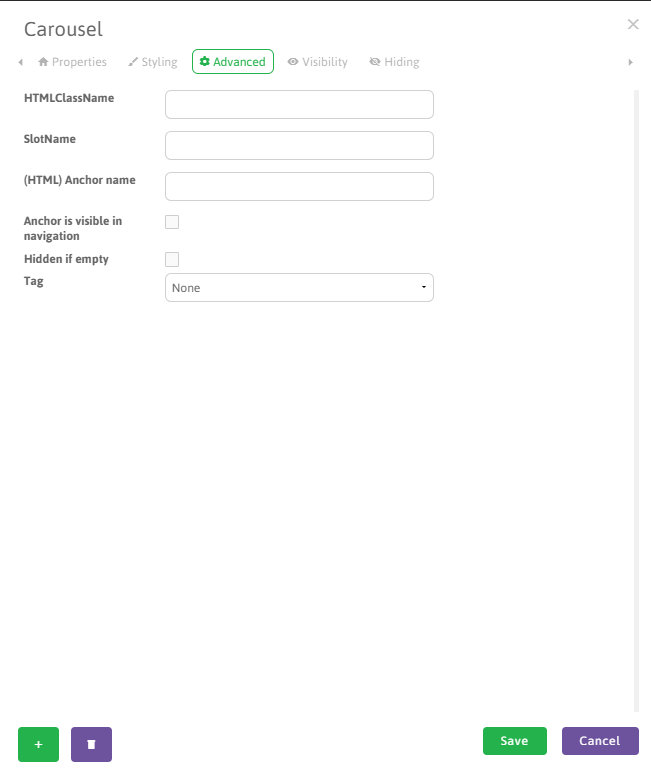 Carousel
Properties Styling Advanced Visibility Hiding
HTMLClassName
SlotName
(HTML) Anchor name
Anchor is visible in
navigation
Hidden if empty
Tag
None
Save Cancel